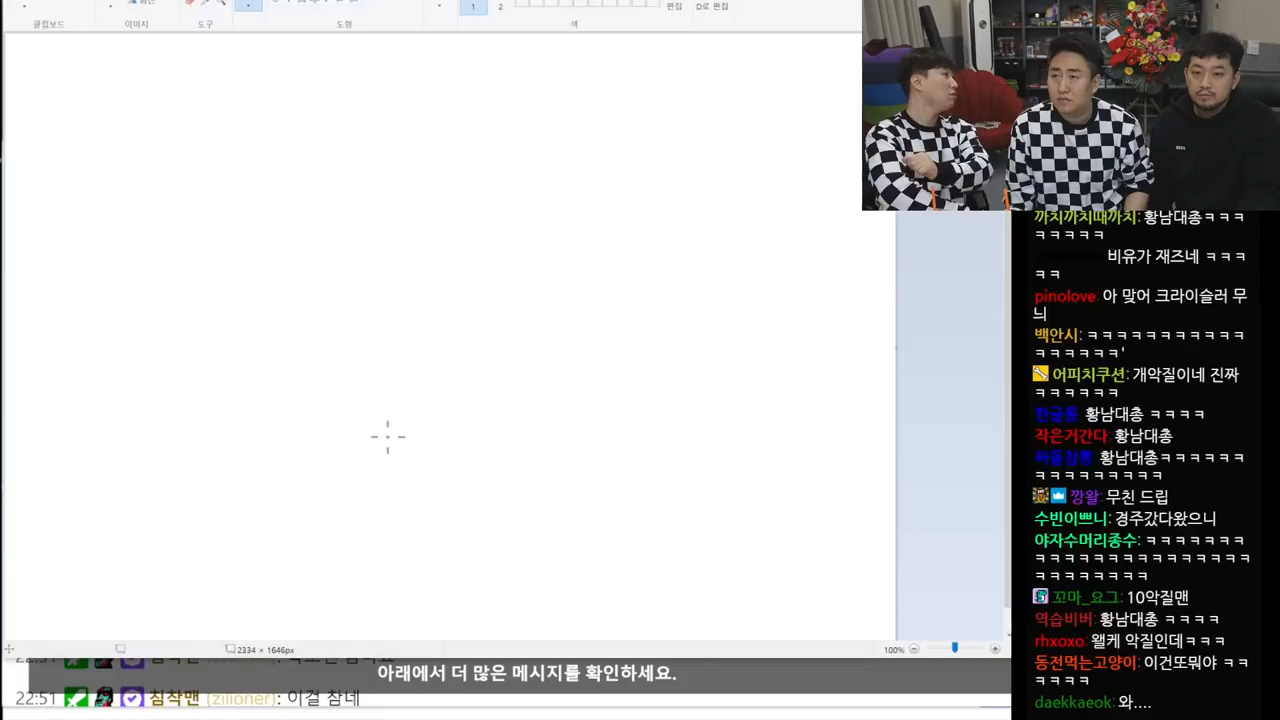 클립보드
이미지
도구
도형
1
2
색
편집
D로 편집
까치까치때까치: 황남대총ㅋㅋㅋ
ㅋㅋㅋㅋㅋ
비유가 재즈네 ㅋㅋㅋ
ㅋㅋ
pinolove: 아 맞어 크라이슬러 무
늬
백안시: ㅋㅋㅋㅋㅋㅋㅋㅋㅋㅋㅋ
ㅋㅋㅋㅋㅋㅋ'
어피치쿠션: 개악질이네 진짜
ㅋㅋㅋㅋㅋㅋ
황남대총 ㅋㅋㅋㅋ
작은거간다: 황남대총
황남대총ㅋㅋㅋㅋㅋㅋ
ㅋㅋㅋㅋㅋㅋㅋㅋㅋ
깡왈: 무친 드립
수빈이쁘니: 경주갔다왔으니
야자수머리종수: ㅋㅋㅋㅋㅋㅋㅋ
ㅋㅋㅋㅋㅋㅋㅋㅋㅋㅋㅋㅋㅋㅋㅋ
ㅋㅋㅋㅋㅋㅋㅋㅋ
꼬마_요그: 10악질맨
역습비버: 황남대총 ㅋㅋㅋㅋ
rhxoxo: 왤케 악질인데ㅋㅋㅋ
동전먹는고양이: 이건또뭐야 ㅋㅋ
ㅋㅋㅋㅋ
daekkaeok: 와....
2334 × 1646px
100%
아래에서 더 많은 메시지를 확인하세요.
22:51 침착맨 (zilioner): 이걸 참네